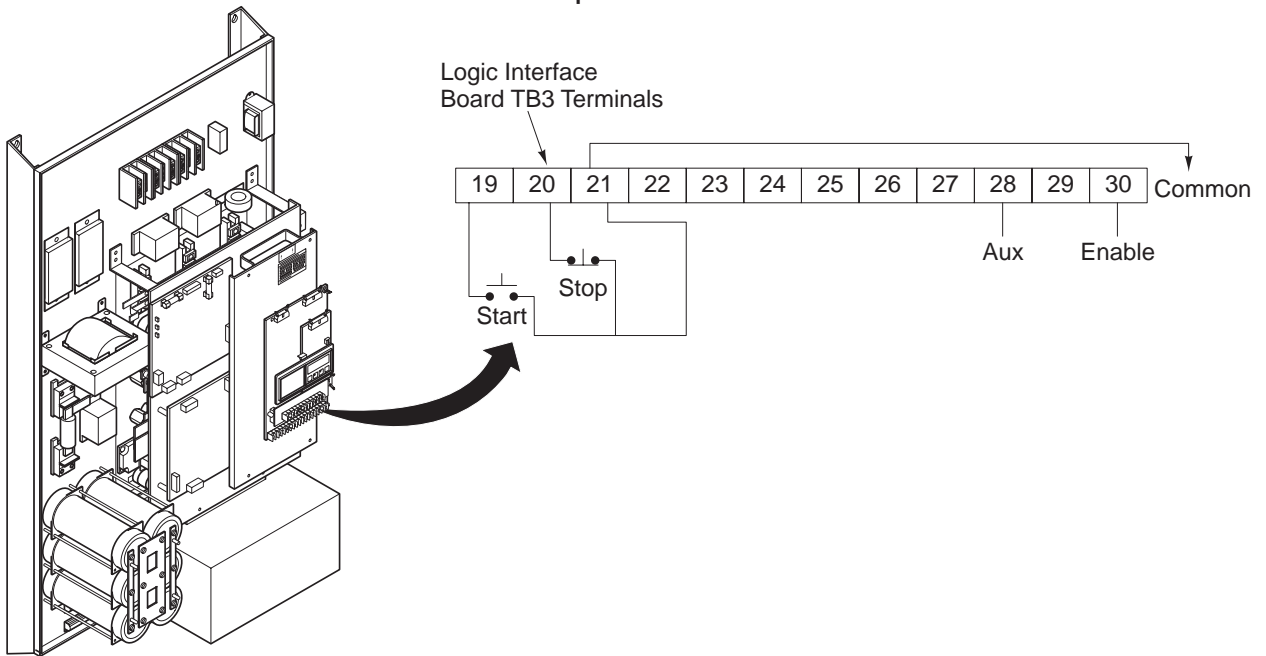 Logic Interface
Board TB3 Terminals
19 20 21 22 23 24 25 26 27 28 29 30 Common
Aux Enable
Stop
Start